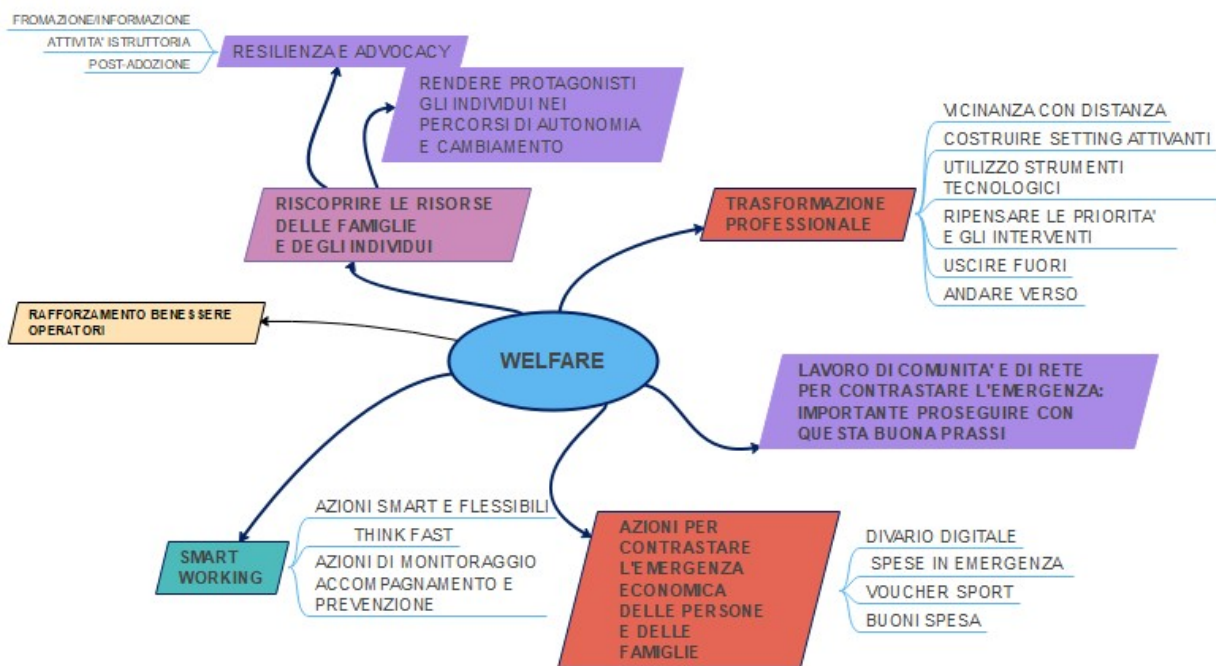 FROMAZIONE/INFORMAZIONE
ATTIVITA' ISTRUTTORIA
POST-ADOZIONE
RESILIENZA E ADVOCACY
RENDERE PROTAGONISTI
GLI INDIVIDUI NEI
PERCORSI DI AUTONOMIA
E CAMBIAMENTO
RISCOPRIRE LE RISORSE
DELLE FAMIGLIE
E DEGLI INDIVIDUI
TRASFORMAZIONE
PROFESSIONALE
VICINANZA CON DISTANZA
COSTRUIRE SETTING ATTIVANTI
UTILIZZO STRUMENTI
TECNOLOGICI
RIPENSARE LE PRIORITA'
E GLI INTERVENTI
USCIRE FUORI
ANDARE VERSO
RAFFORZAMENTO BENESSERE
OPERATORI
WELFARE
LAVORO DI COMUNITA' E DI RETE
PER CONTRASTARE L'EMERGENZA:
IMPORTANTE PROSEGUIRE CON
QUESTA BUONA PRASSI
SMART
WORKING
AZIONI SMART E FLESSIBILI
THINK FAST
AZIONI DI MONITORAGGIO
ACCOMPAGNAMENTO E
PREVENZIONE
AZIONI PER
CONTRASTARE
L'EMERGENZA
ECONOMICA
DELLE PERSONE
E DELLE
FAMIGLIE
DIVARIO DIGITALE
SPESE IN EMERGENZA
VOUCHER SPORT
BUONI SPESA